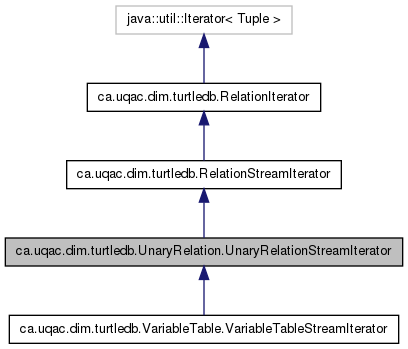 java::util::Iterator< Tuple >
ca.uqac.dim.turtledb.RelationIterator
ca.uqac.dim.turtledb.RelationStreamIterator
ca.uqac.dim.turtledb.UnaryRelation.UnaryRelationStreamIterator
ca.uqac.dim.turtledb.VariableTable.VariableTableStreamIterator